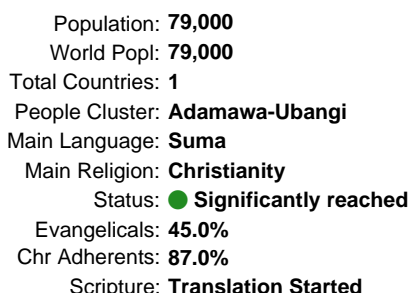 Population: 79,000
World Popl: 79,000
Total Countries: 1
People Cluster: Adamawa-Ubangi
Main Language: Suma
Main Religion: Christianity
Status: Significantly reached
Evangelicals: 45.0%
Chr Adherents: 87.0%
Scripture: Translation Started